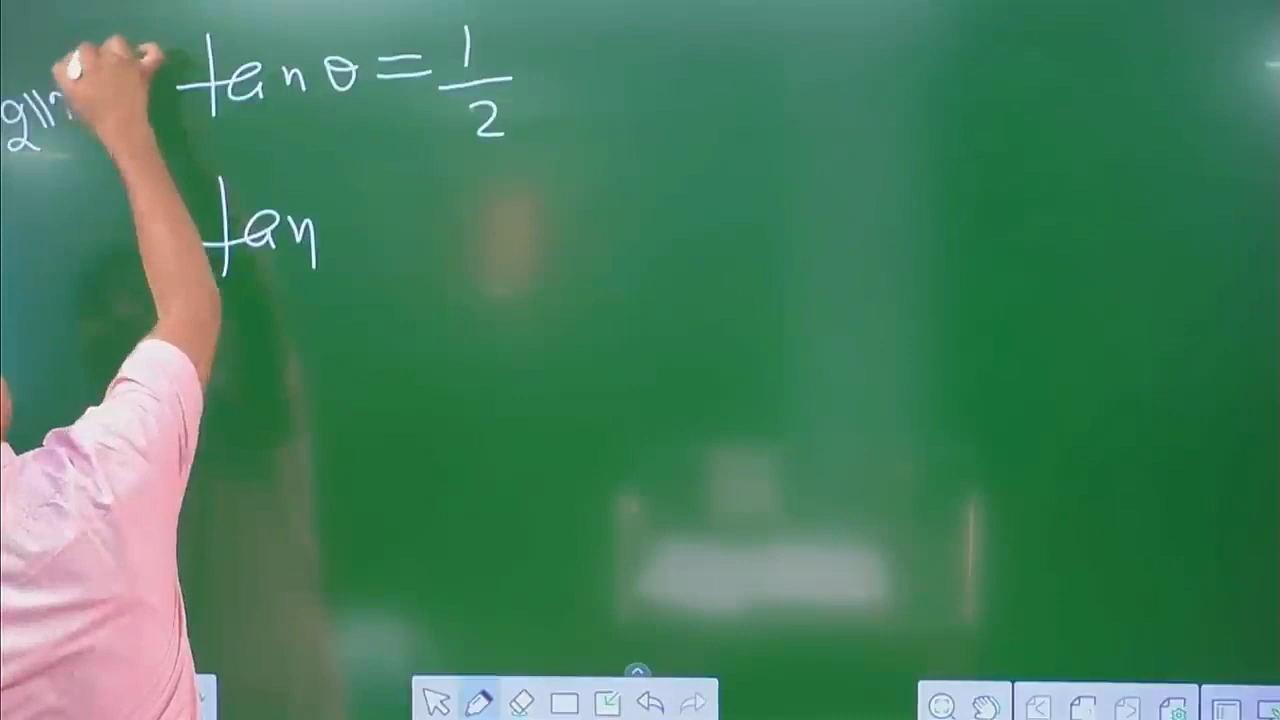 tan θ = 1/2
tan